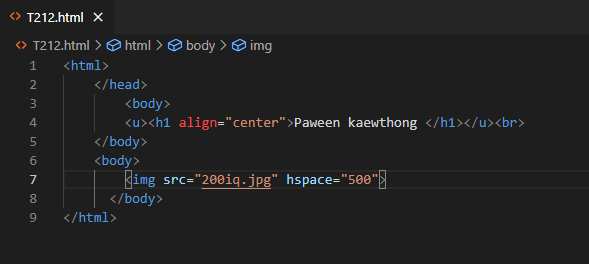 T212.html ×
T212.html > html > body > img
1 <html>
2 </head>
3 <body>
4 <u><h1 align="center">Paween kaewthong </h1></u><br>
5 </body>
6 <body>
7 <img src="200iq.jpg" hspace="500">
8 </body>
9 </html>